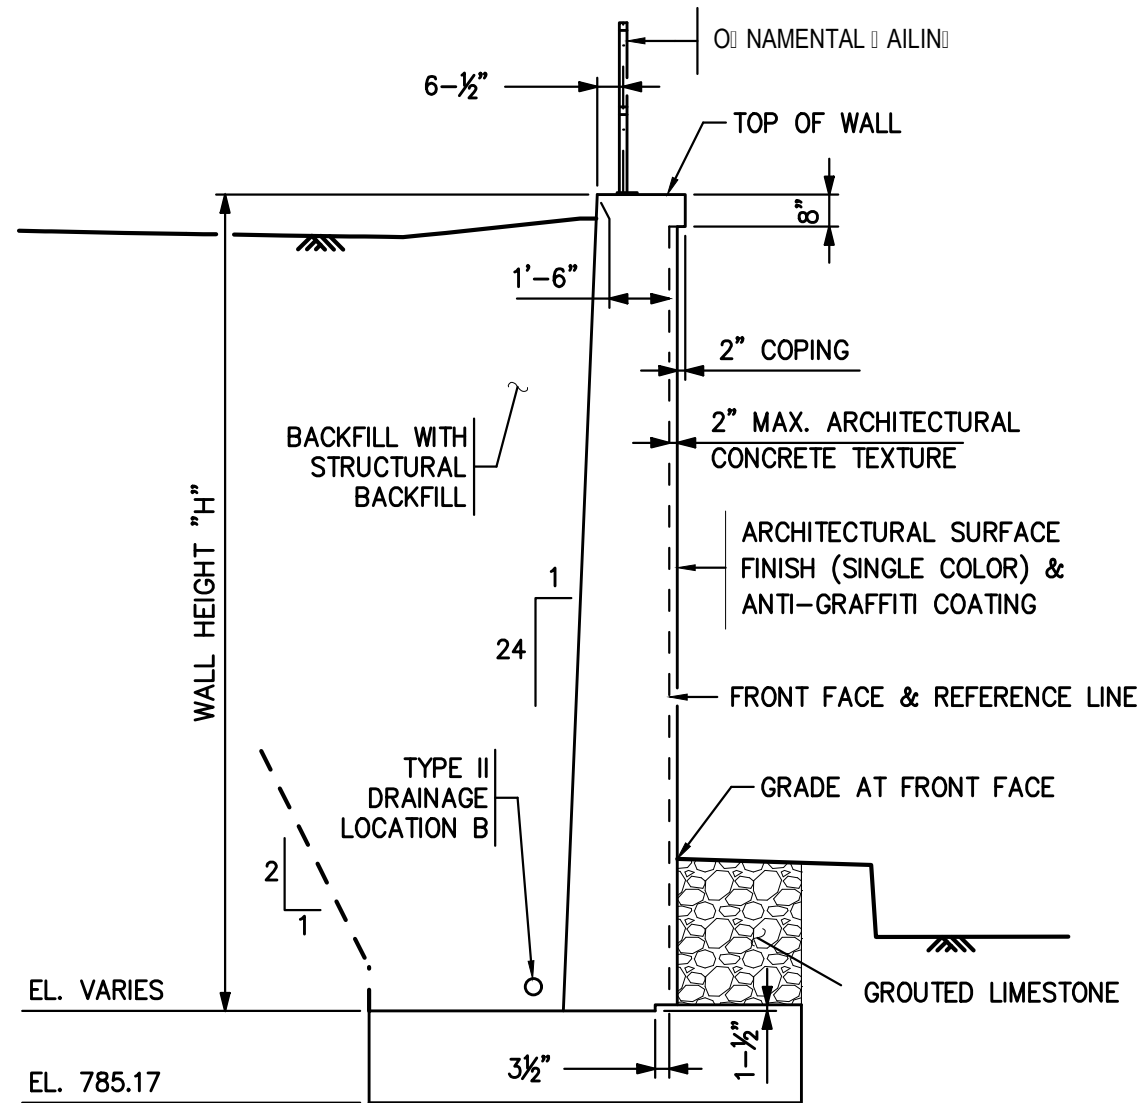 6-½"
TOP OF WALL
8"
1'-6"
2" COPING
2" MAX. ARCHITECTURAL
CONCRETE TEXTURE
BACKFILL WITH
STRUCTURAL
BACKFILL
WALL HEIGHT "H"
ARCHITECTURAL SURFACE
FINISH (SINGLE COLOR) &
ANTI-GRAFFITI COATING
1
24
FRONT FACE & REFERENCE LINE
TYPE II
DRAINAGE
LOCATION B
GRADE AT FRONT FACE
2
1
EL. VARIES
GROUTED LIMESTONE
1-½"
3½"
EL. 785.17